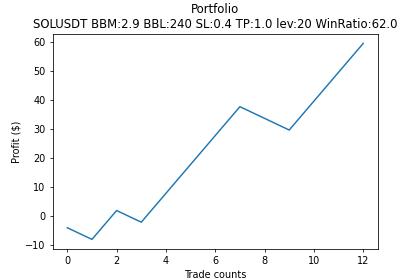 Portfolio
SOLUSDT BBM:2.9 BBL:240 SL:0.4 TP:1.0 lev:20 WinRatio:62.0
60
50
40
30
20
10
0
−10
Profit ($)
0 2 4 6 8 10 12
Trade counts